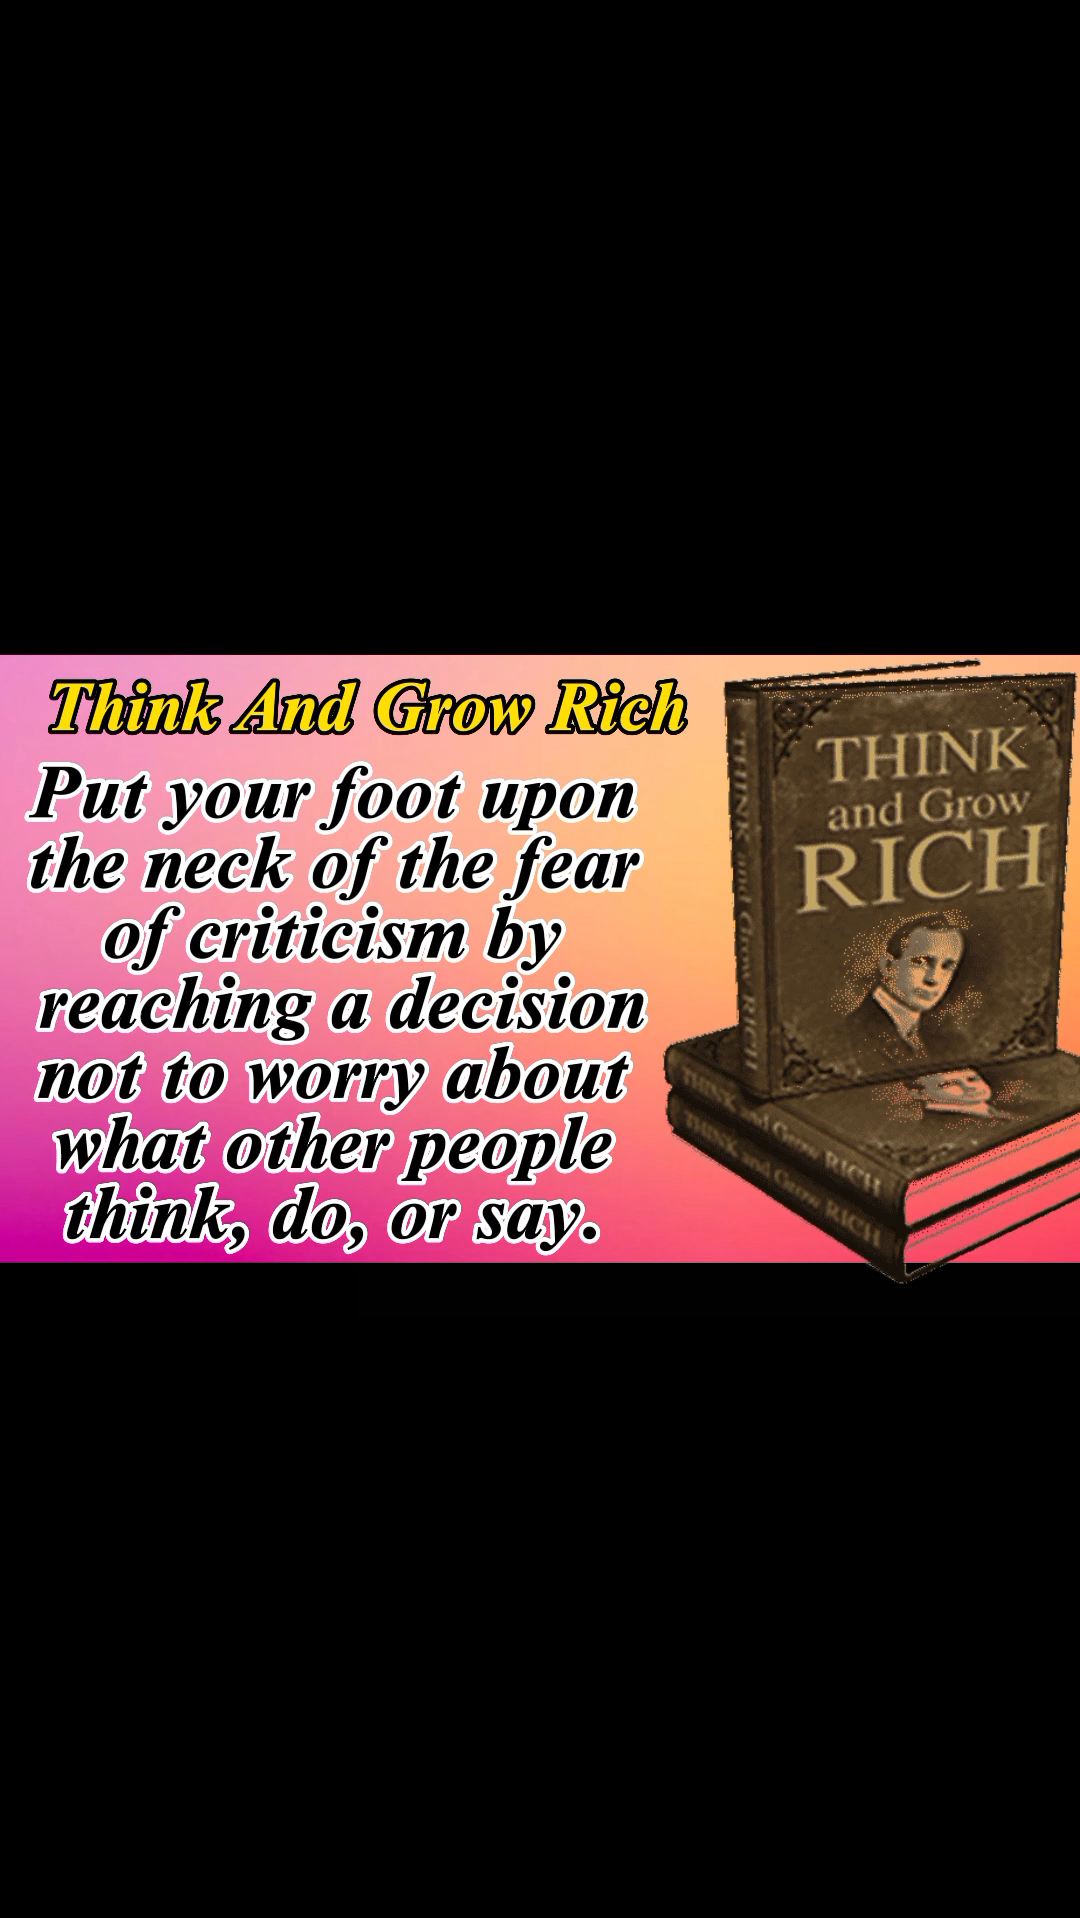 Think And Grow Rich
Put your foot upon
the neck of the fear
of criticism by
reaching a decision
not to worry about
what other people
think, do, or say.
THINK
and Grow
RICH
THINK and Grow RICH
THINK and Grow RICH
THINK and Grow RICH